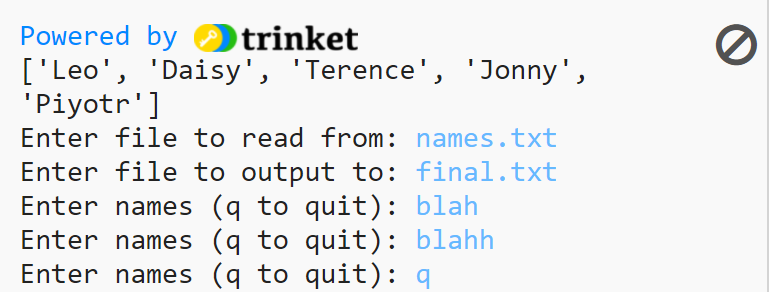 Powered by trinket
['Leo', 'Daisy', 'Terence', 'Jonny',
'Piyotr']
Enter file to read from: names.txt
Enter file to output to: final.txt
Enter names (q to quit): blah
Enter names (q to quit): blahh
Enter names (q to quit): q